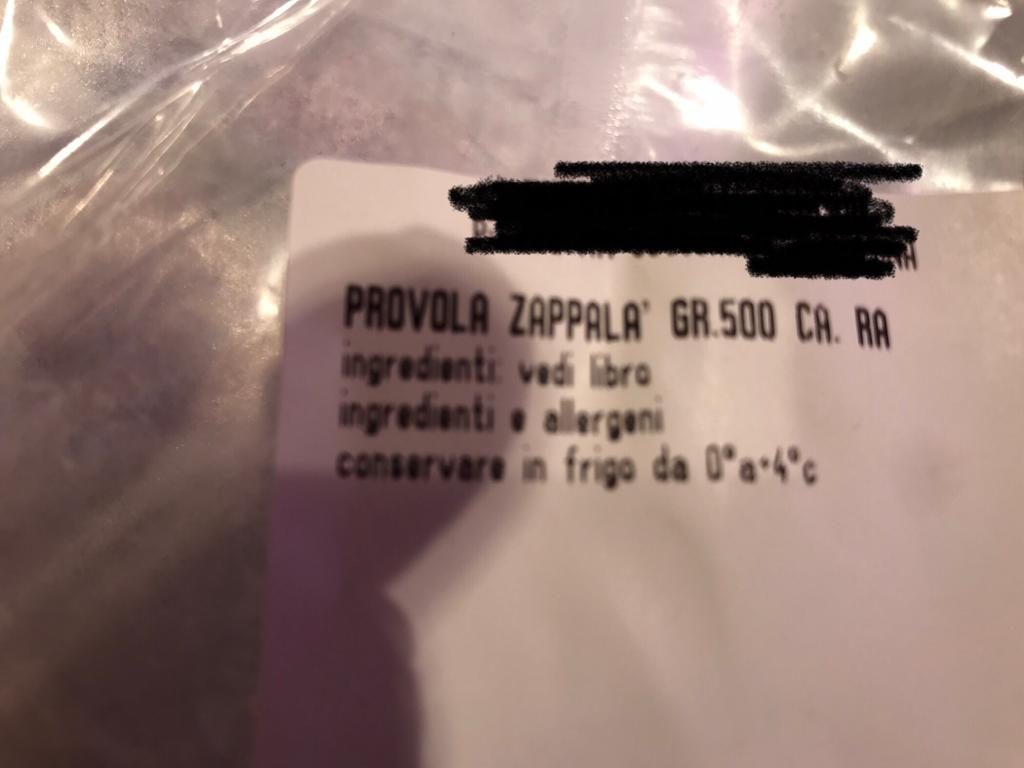 PROVOLA ZAPPALA' GR.500 CA. RA
ingredienti: vedi libro
ingredienti e allergeni
conservare in frigo da 0°a+4°c